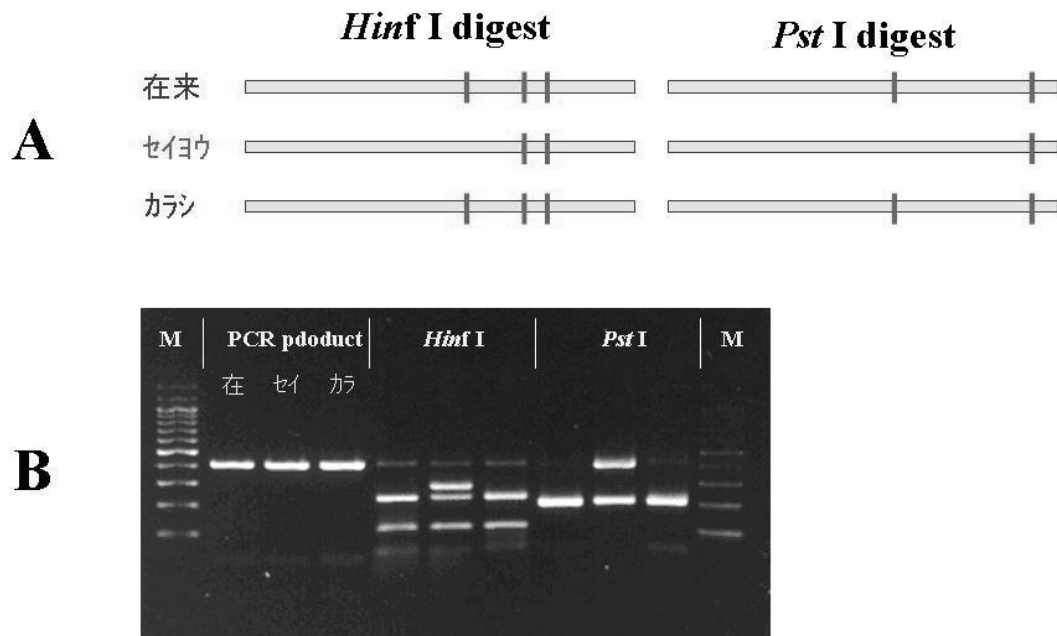 Hinf I digest Pst I digest
A
在来
ｾｲﾖｳ
ｶﾗｼ
B
M PCR pdoduct Hinf I Pst I M
在 ｾｲ ｶﾗ